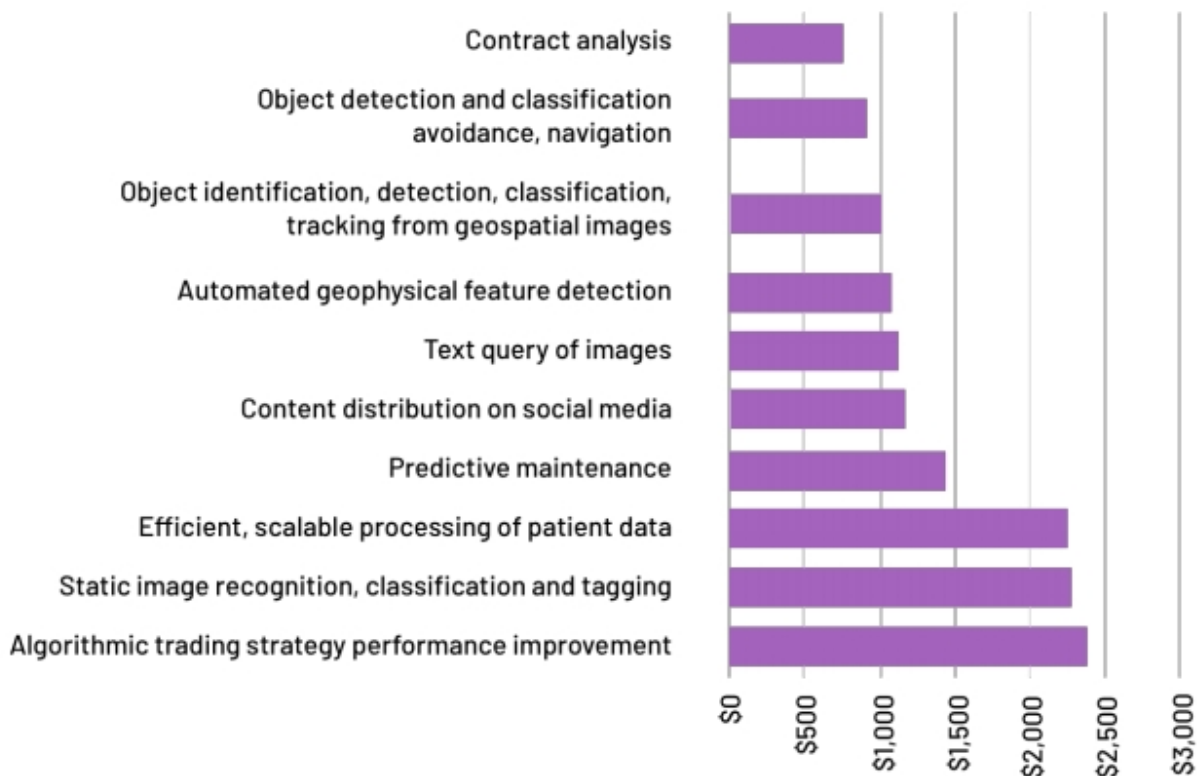 Contract analysis
Object detection and classification
avoidance, navigation
Object identification, detection, classification,
tracking from geospatial images
Automated geophysical feature detection
Text query of images
Content distribution on social media
Predictive maintenance
Efficient, scalable processing of patient data
Static image recognition, classification and tagging
Algorithmic trading strategy performance improvement
$0
$500
$1,000
$1,500
$2,000
$2,500
$3,000